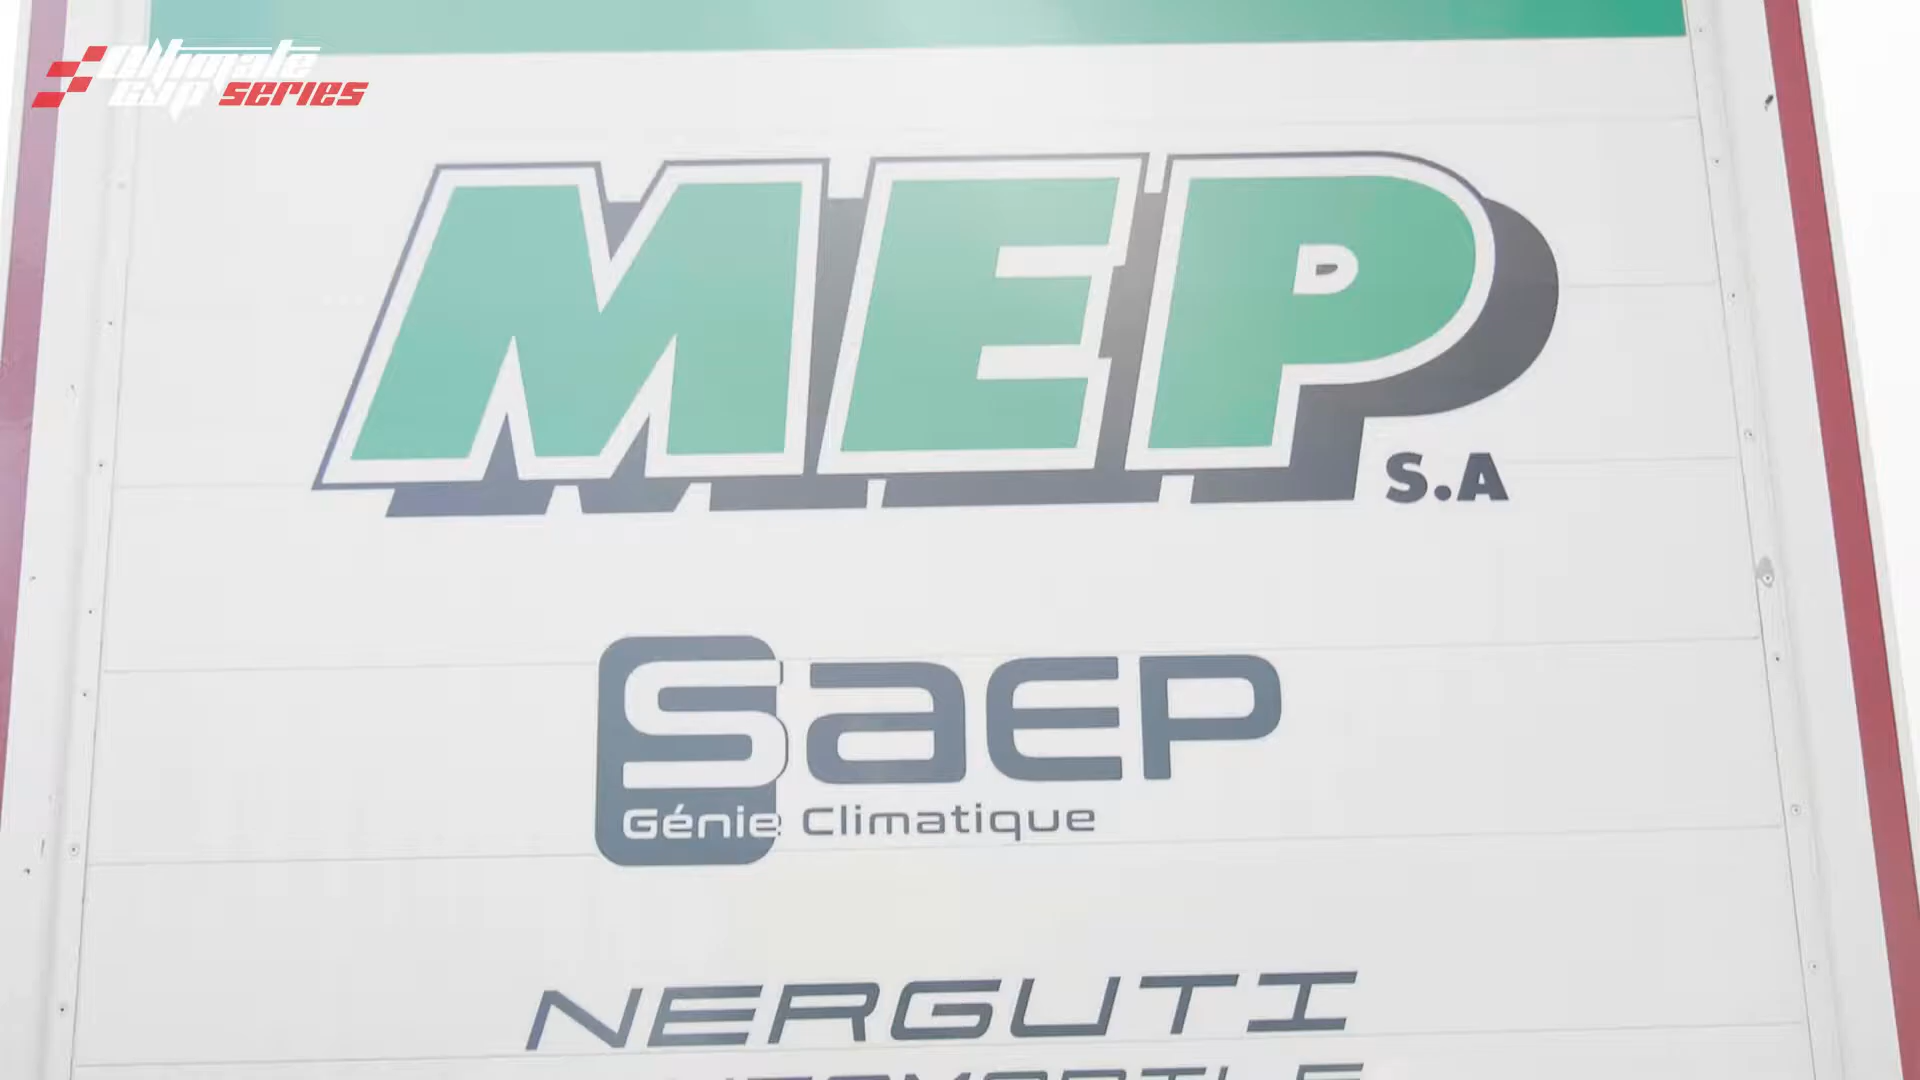 Ultimate
Cup Series
MEP
S.A
Saep
Génie Climatique
NERGUTI